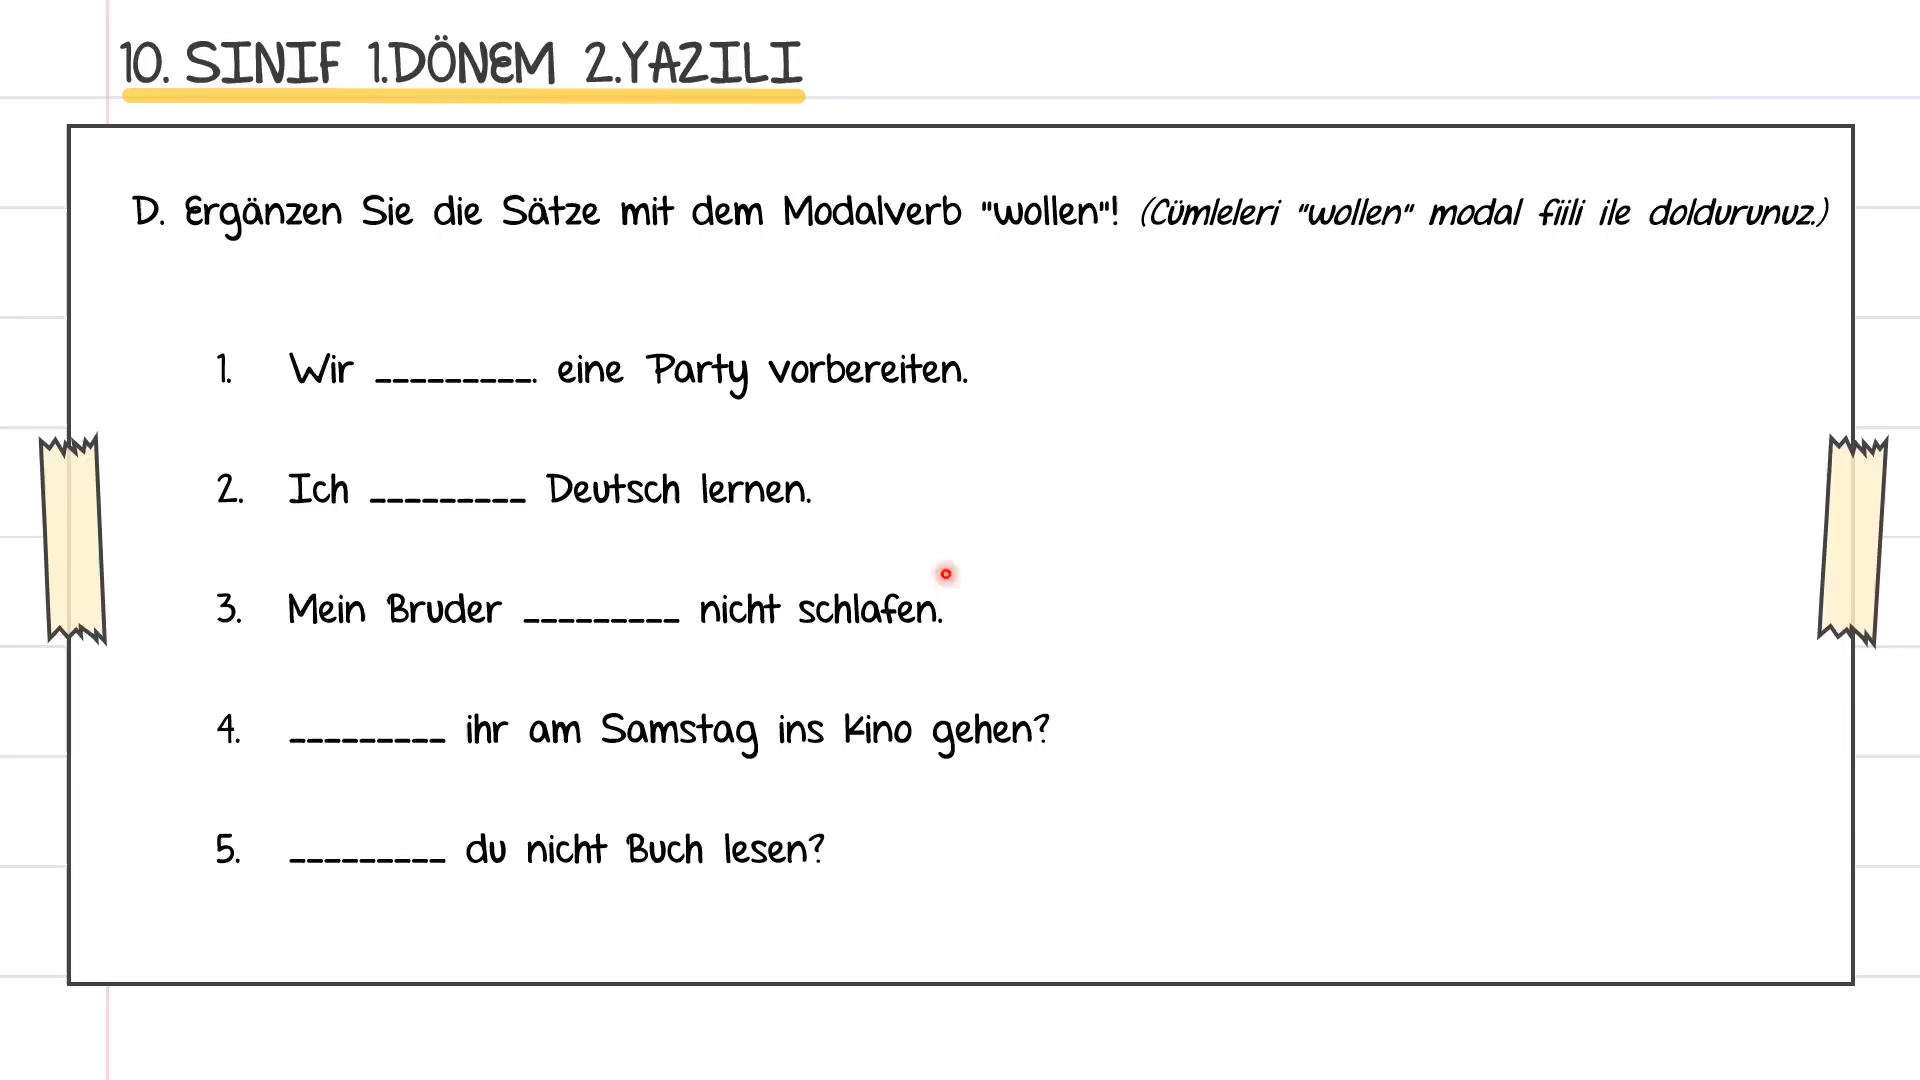 10. SINIF 1.DÖNEM 2.YAZILI
D. Ergänzen Sie die Sätze mit dem Modalverb "wollen"! (Cümleleri "wollen" modal fiili ile doldurunuz.)
1. Wir _________. eine Party vorbereiten.
2. Ich _________ Deutsch lernen.
3. Mein Bruder _________ nicht schlafen.
4. _________ ihr am Samstag ins Kino gehen?
5. _________ du nicht Buch lesen?